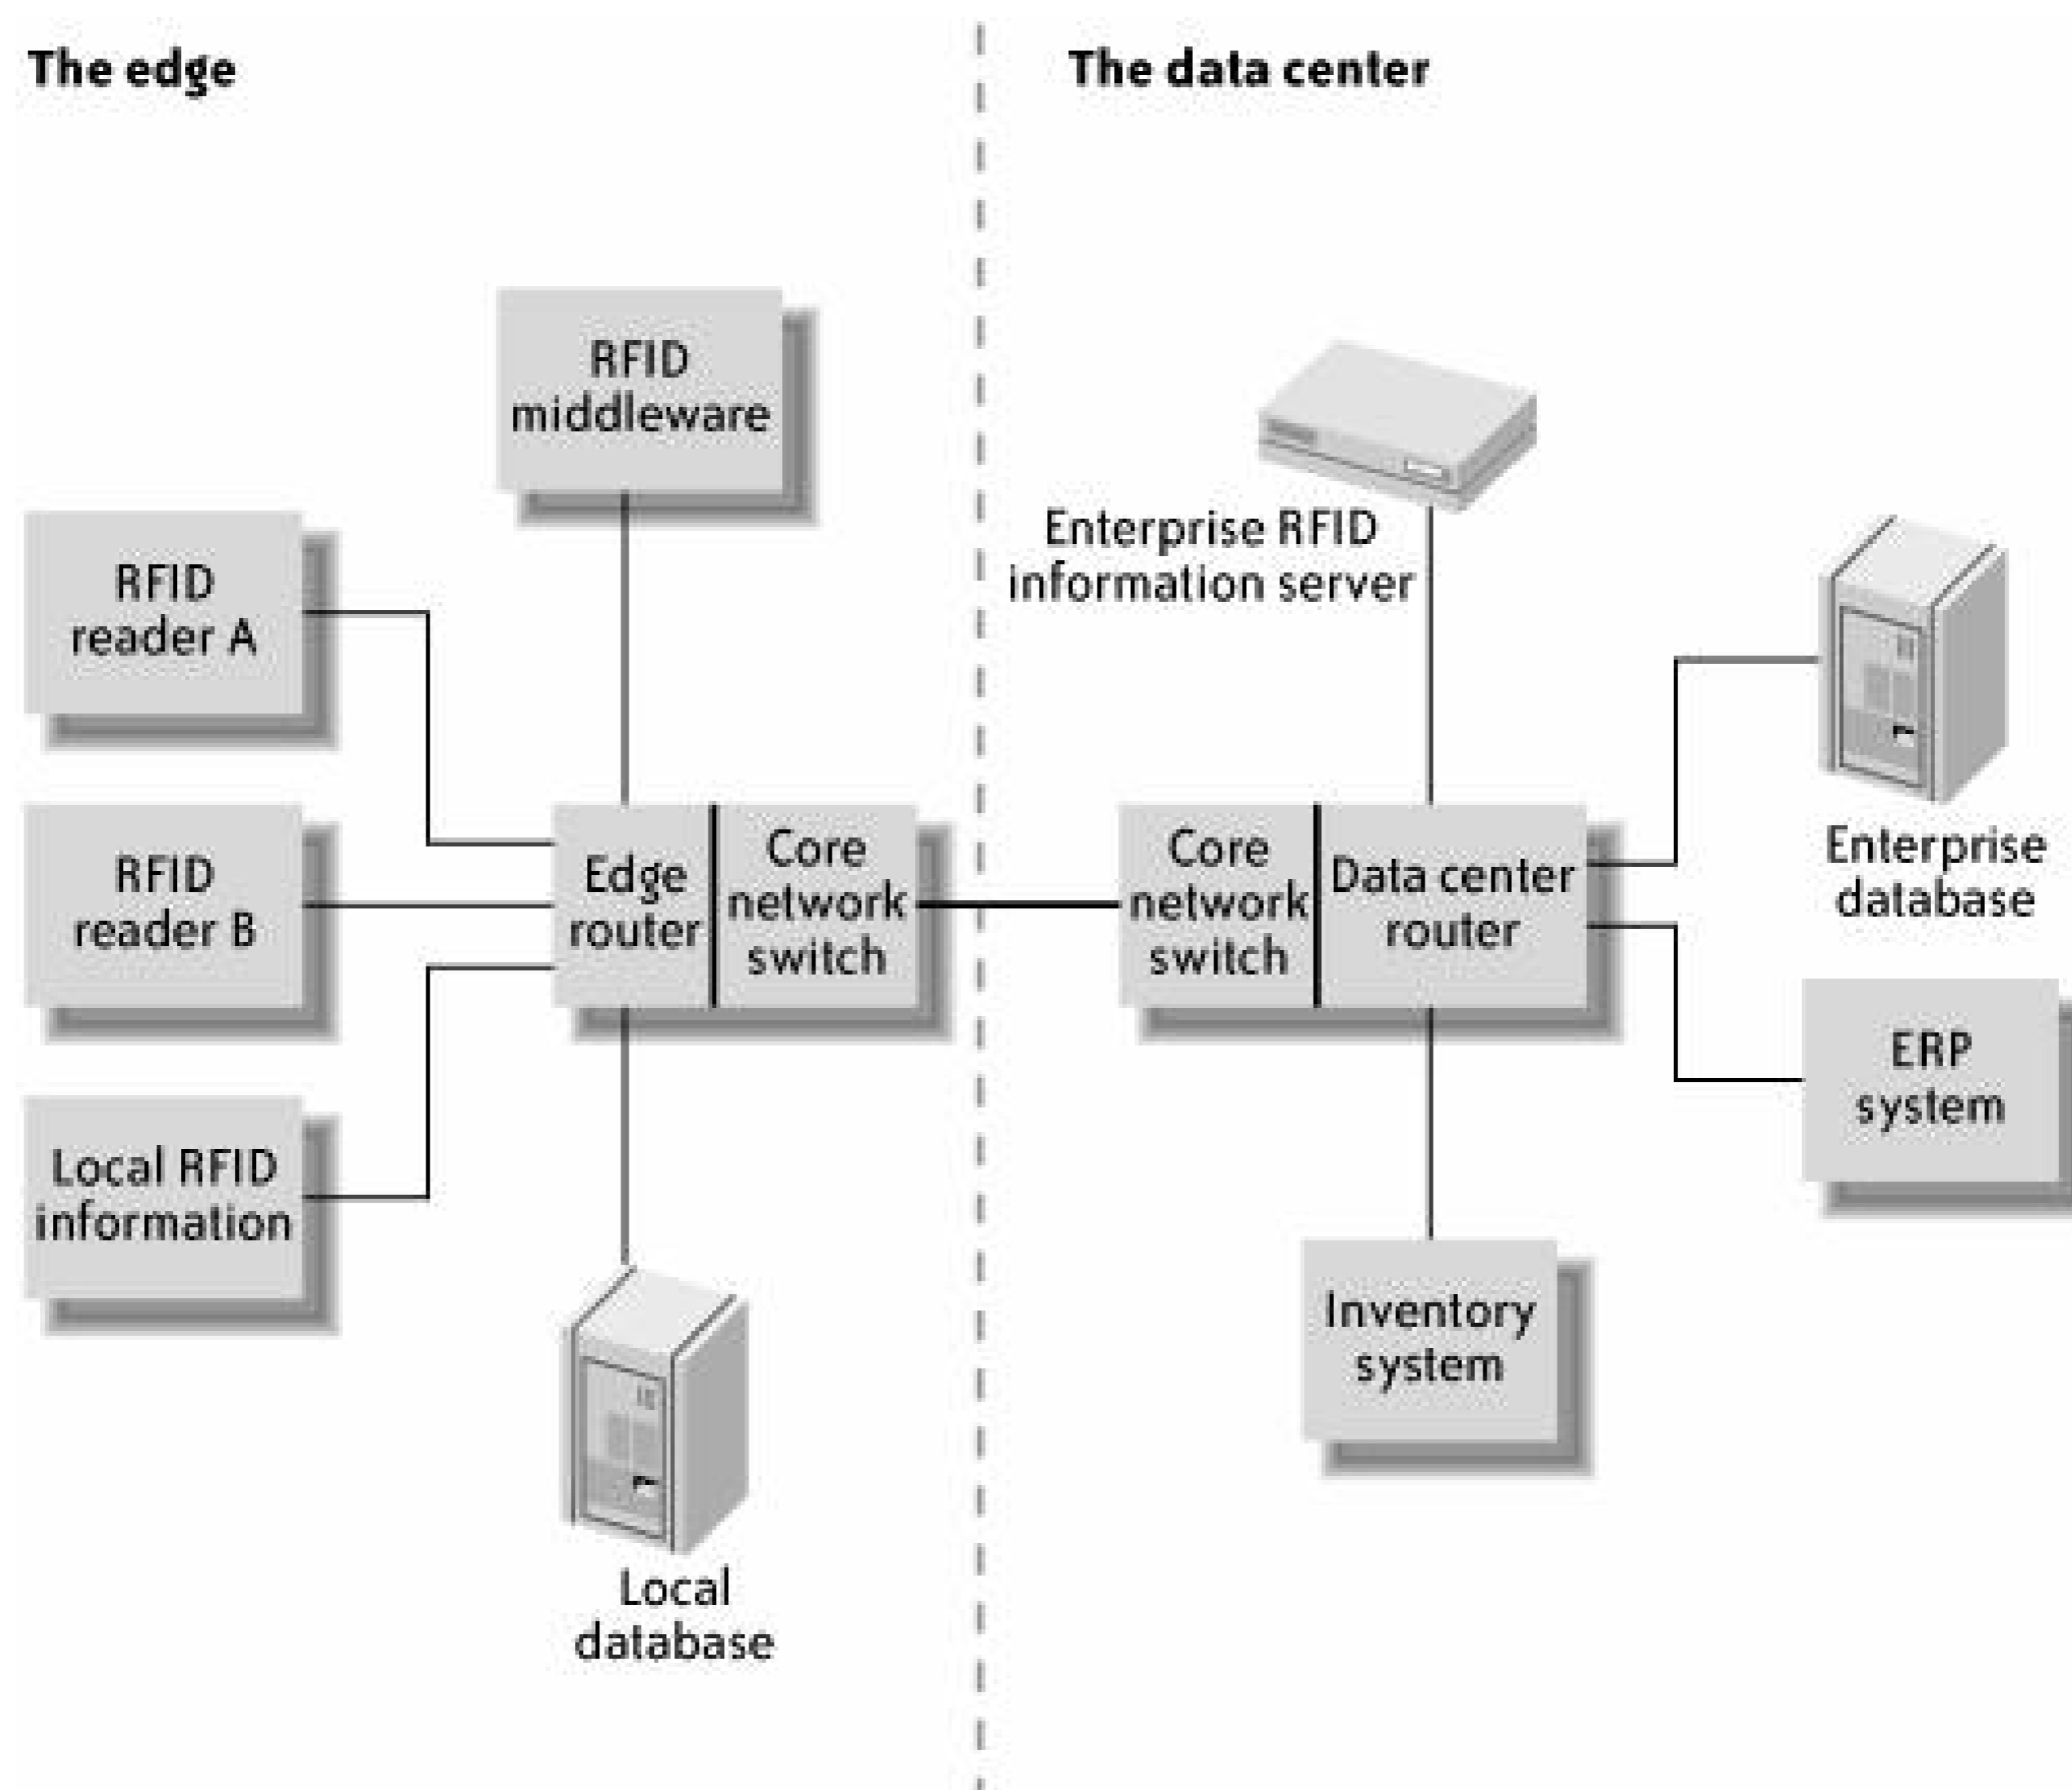 The edge
The data center
RFID
middleware
Enterprise RFID
information server
RFID
reader A
RFID
reader B
Edge
router
Core
network
switch
Core
network
switch
Data center
router
Enterprise
database
ERP
system
Local RFID
information
Inventory
system
Local
database